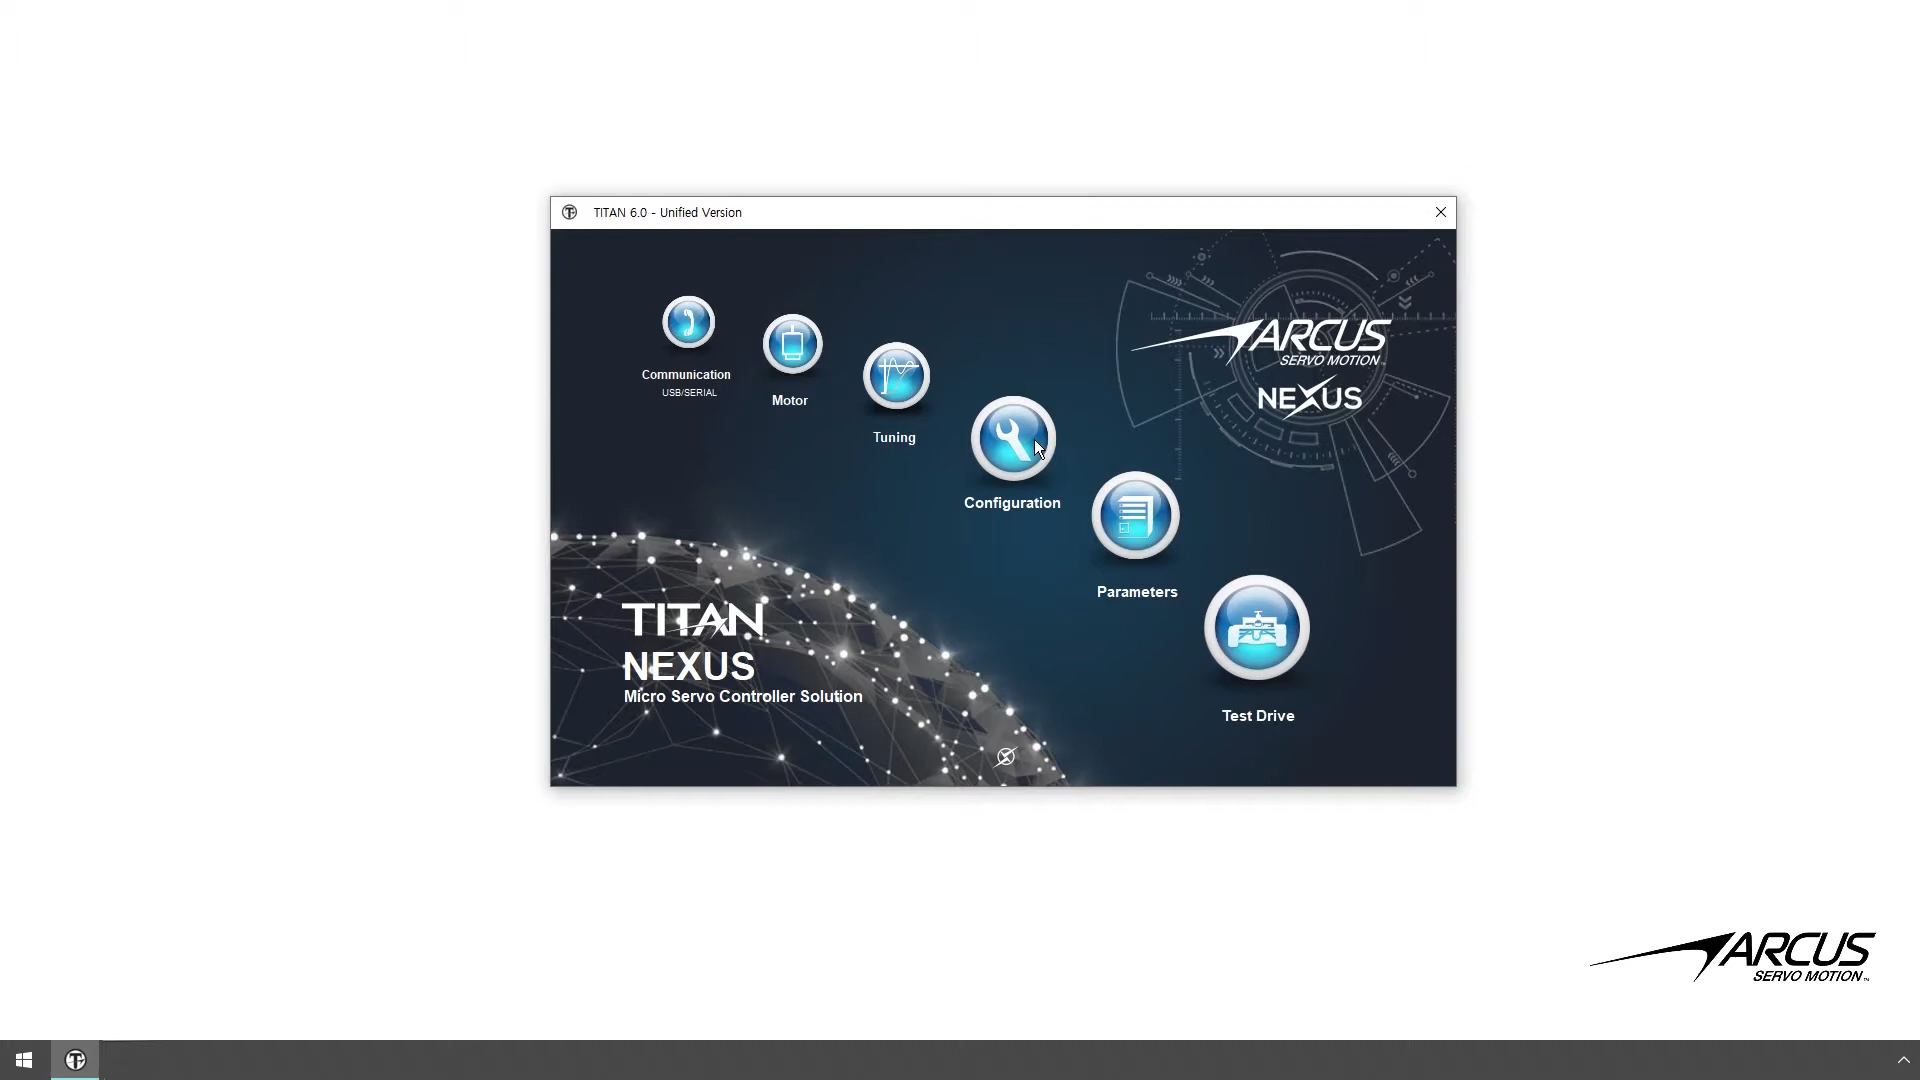 TITAN 6.0 - Unified Version
Communication
USB/SERIAL
Motor
Tuning
Configuration
Parameters
Test Drive
ARCUS
SERVO MOTION
NEXUS
TITAN
NEXUS
Micro Servo Controller Solution
ARCUS
SERVO MOTION™